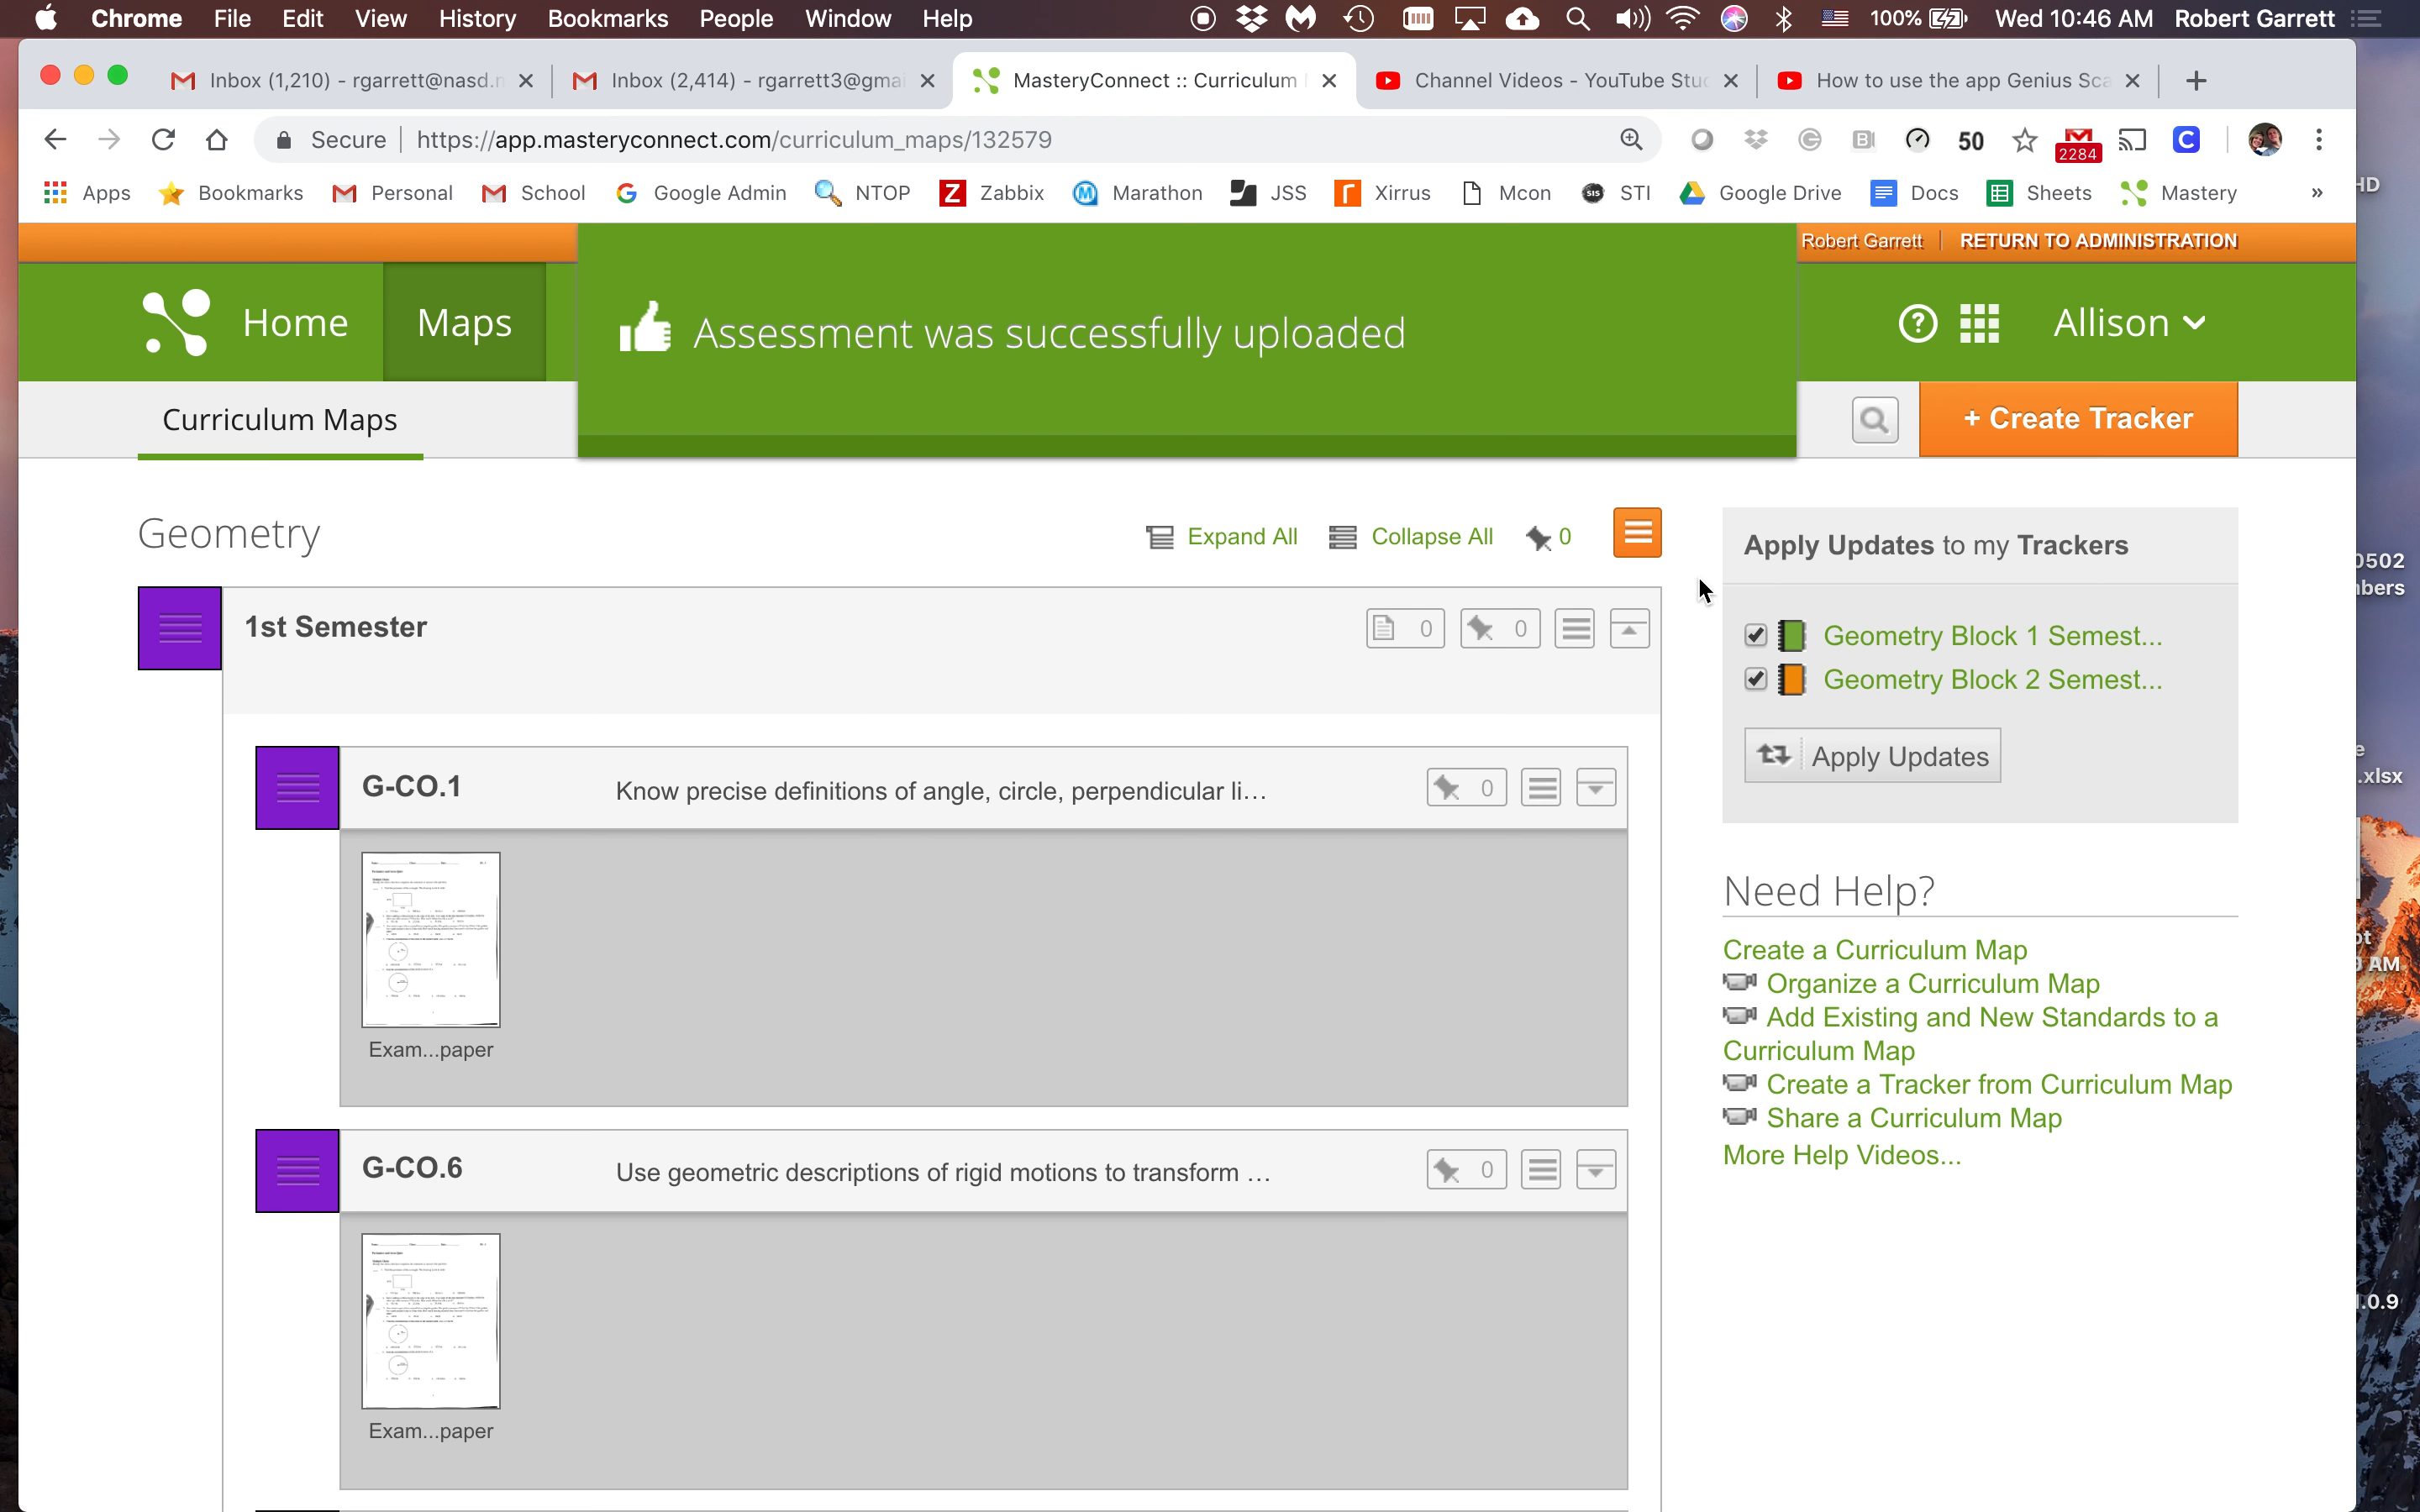 Chrome File Edit View History Bookmarks People Window Help 100% Wed 10:46 AM Robert Garrett
Inbox (1,210) - rgarrett@nasd.n Inbox (2,414) - rgarrett3@gmai MasteryConnect :: Curriculum Channel Videos - YouTube Stud How to use the app Genius Sca
Secure https://app.masteryconnect.com/curriculum_maps/132579 50 2284
Apps Bookmarks Personal School Google Admin NTOP Zabbix Marathon JSS Xirrus Mcon STI Google Drive Docs Sheets Mastery »
HD
Robert Garrett RETURN TO ADMINISTRATION
Home Maps Assessment was successfully uploaded Allison
Curriculum Maps + Create Tracker
Geometry Expand All Collapse All 0
Apply Updates to my Trackers
1st Semester 0 0
Geometry Block 1 Semest...
Geometry Block 2 Semest...
Apply Updates
.xlsx
G-CO.1 Know precise definitions of angle, circle, perpendicular li... 0
Need Help?
Create a Curriculum Map
Organize a Curriculum Map
Add Existing and New Standards to a
Curriculum Map
Create a Tracker from Curriculum Map
Share a Curriculum Map
More Help Videos...
AM
Exam...paper
G-CO.6 Use geometric descriptions of rigid motions to transform ... 0
Exam...paper
.0.9